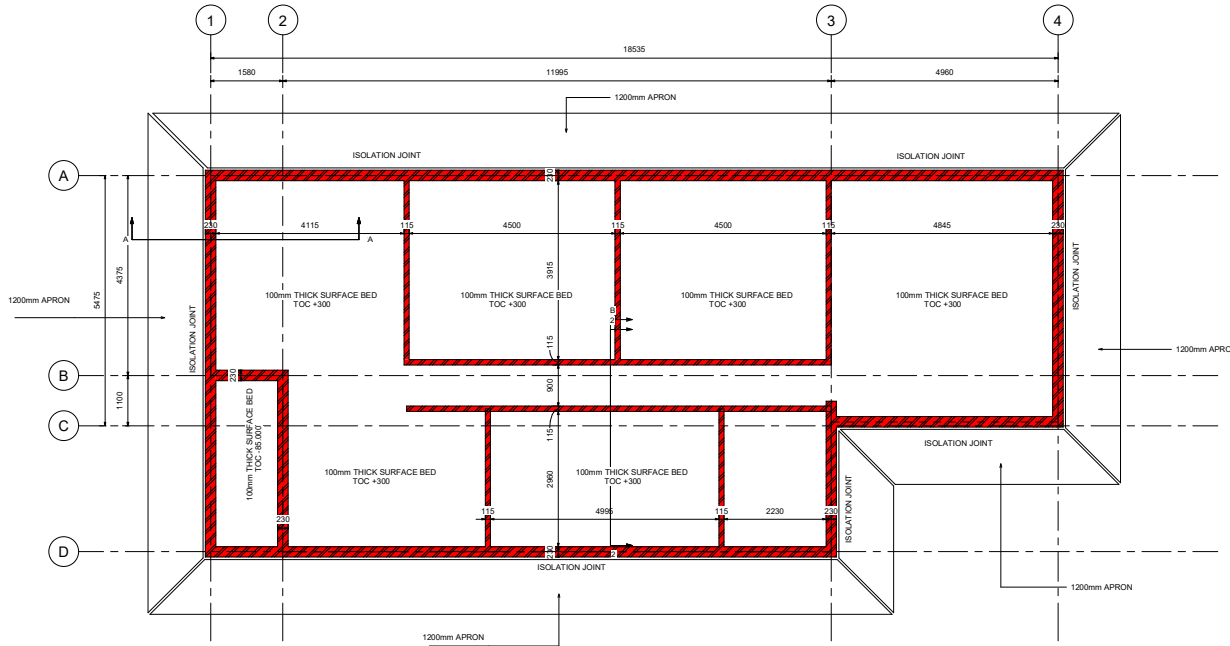 1
2
3
4
18535
1580
11995
4960
1200mm APRON
ISOLATION JOINT
ISOLATION JOINT
A
230
230
4115
115
4500
115
4500
115
4845
230
A
A
4375
5475
3915
100mm THICK SURFACE BED
TOC +300
100mm THICK SURFACE BED
TOC +300
100mm THICK SURFACE BED
TOC +300
100mm THICK SURFACE BED
TOC +300
1200mm APRON
ISOLATION JOINT
ISOLATION JOINT
B
2
115
1200mm APRO
B
230
900
1100
C
115
ISOLATION JOINT
100mm THICK SURFACE BED
TOC -85.000
100mm THICK SURFACE BED
TOC +300
100mm THICK SURFACE BED
TOC +300
2960
ISOLATION JOINT
230
115
4995
115
2230
230
D
230
2
ISOLATION JOINT
1200mm APRON
1200mm APRON